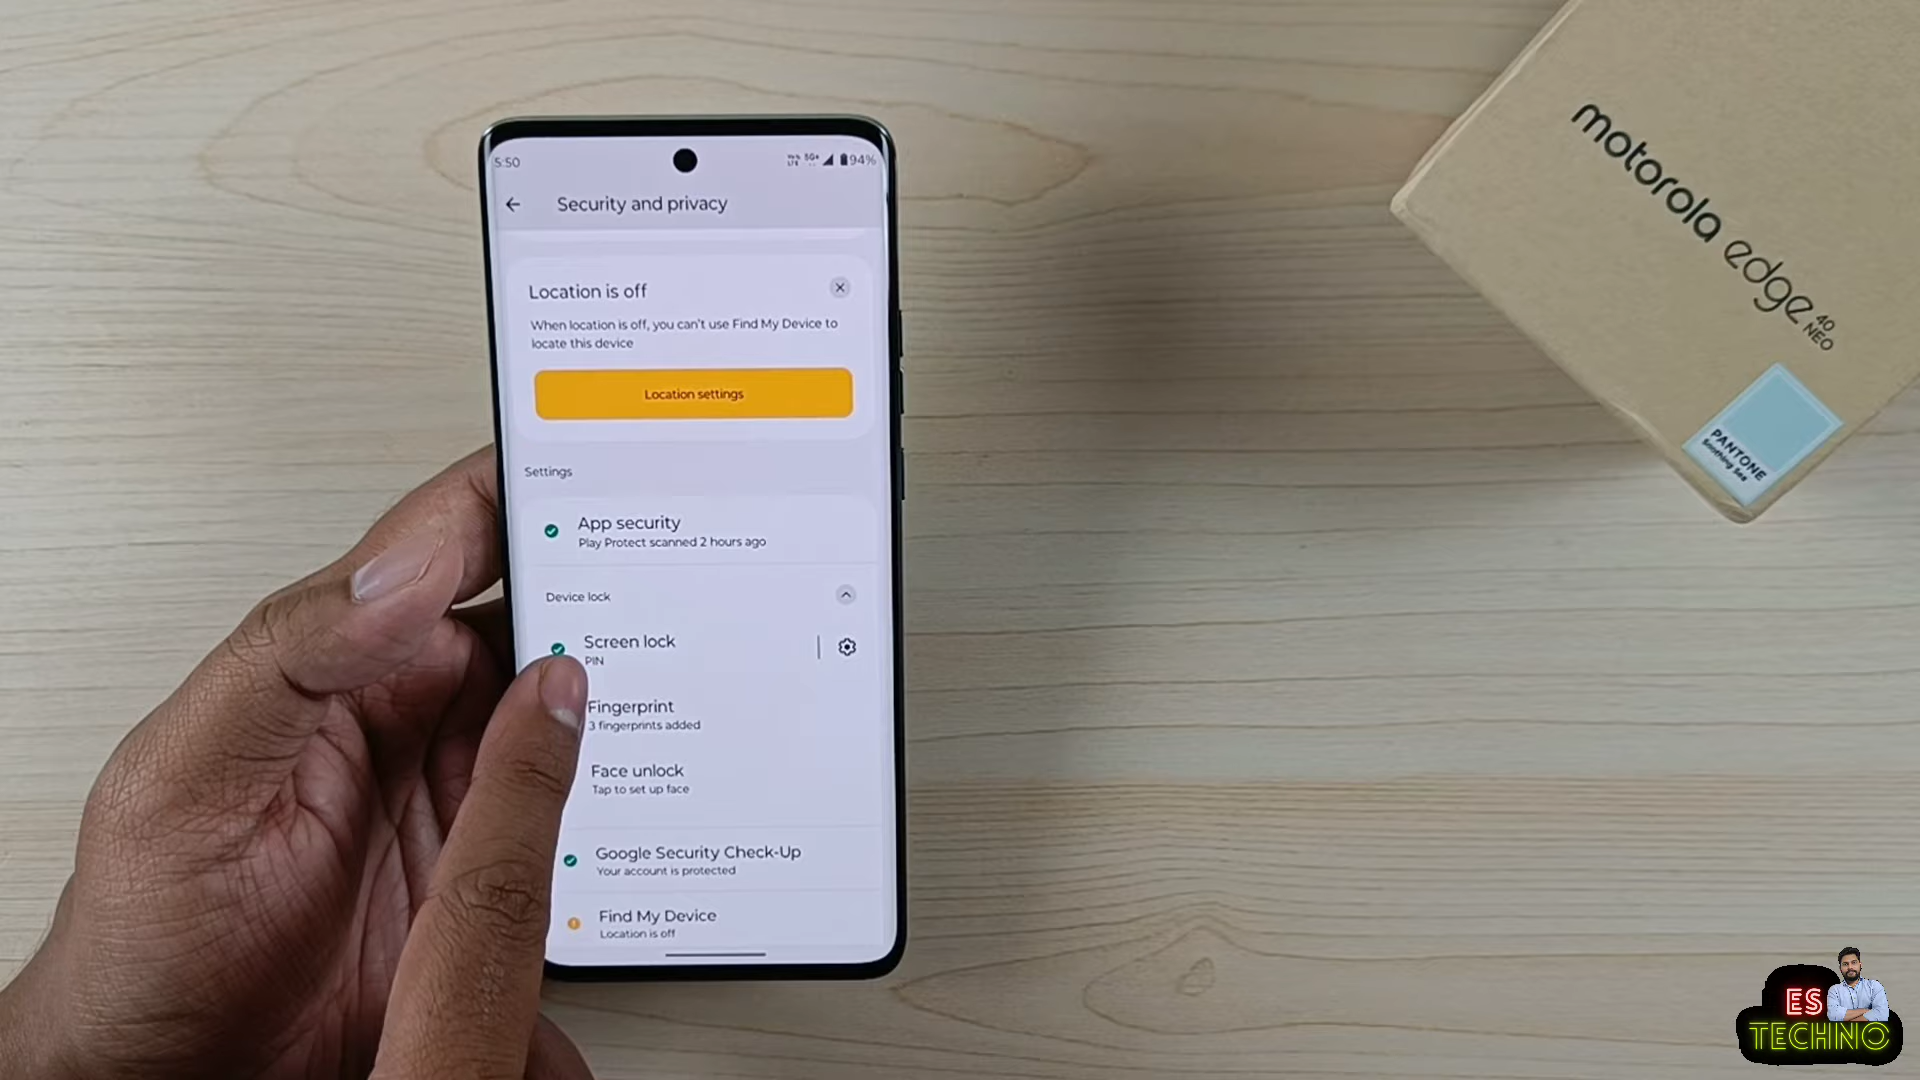 5:50
5G+
94%
Security and privacy
Location is off
When location is off, you can't use Find My Device to
locate this device
Location settings
Settings
App security
Play Protect scanned 2 hours ago
Device lock
Screen lock
PIN
Fingerprint
3 fingerprints added
Face unlock
Tap to set up face
Google Security Check-Up
Your account is protected
Find My Device
Location is off
motorola edge 40
NEO
PANTONE
Soothing Sea
ES
TECHNO